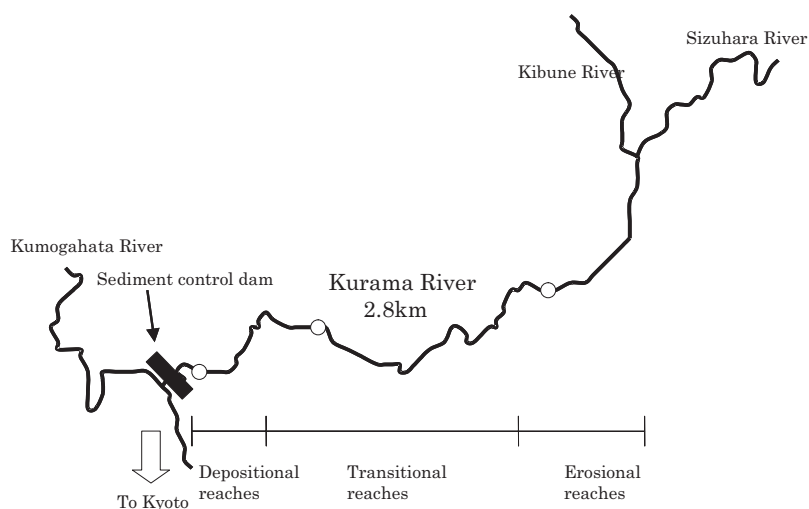 Sizuhara River
Kibune River
Kumogahata River
Sediment control dam
Kurama River
2.8km
Depositional
reaches
Transitional
reaches
Erosional
reaches
To Kyoto